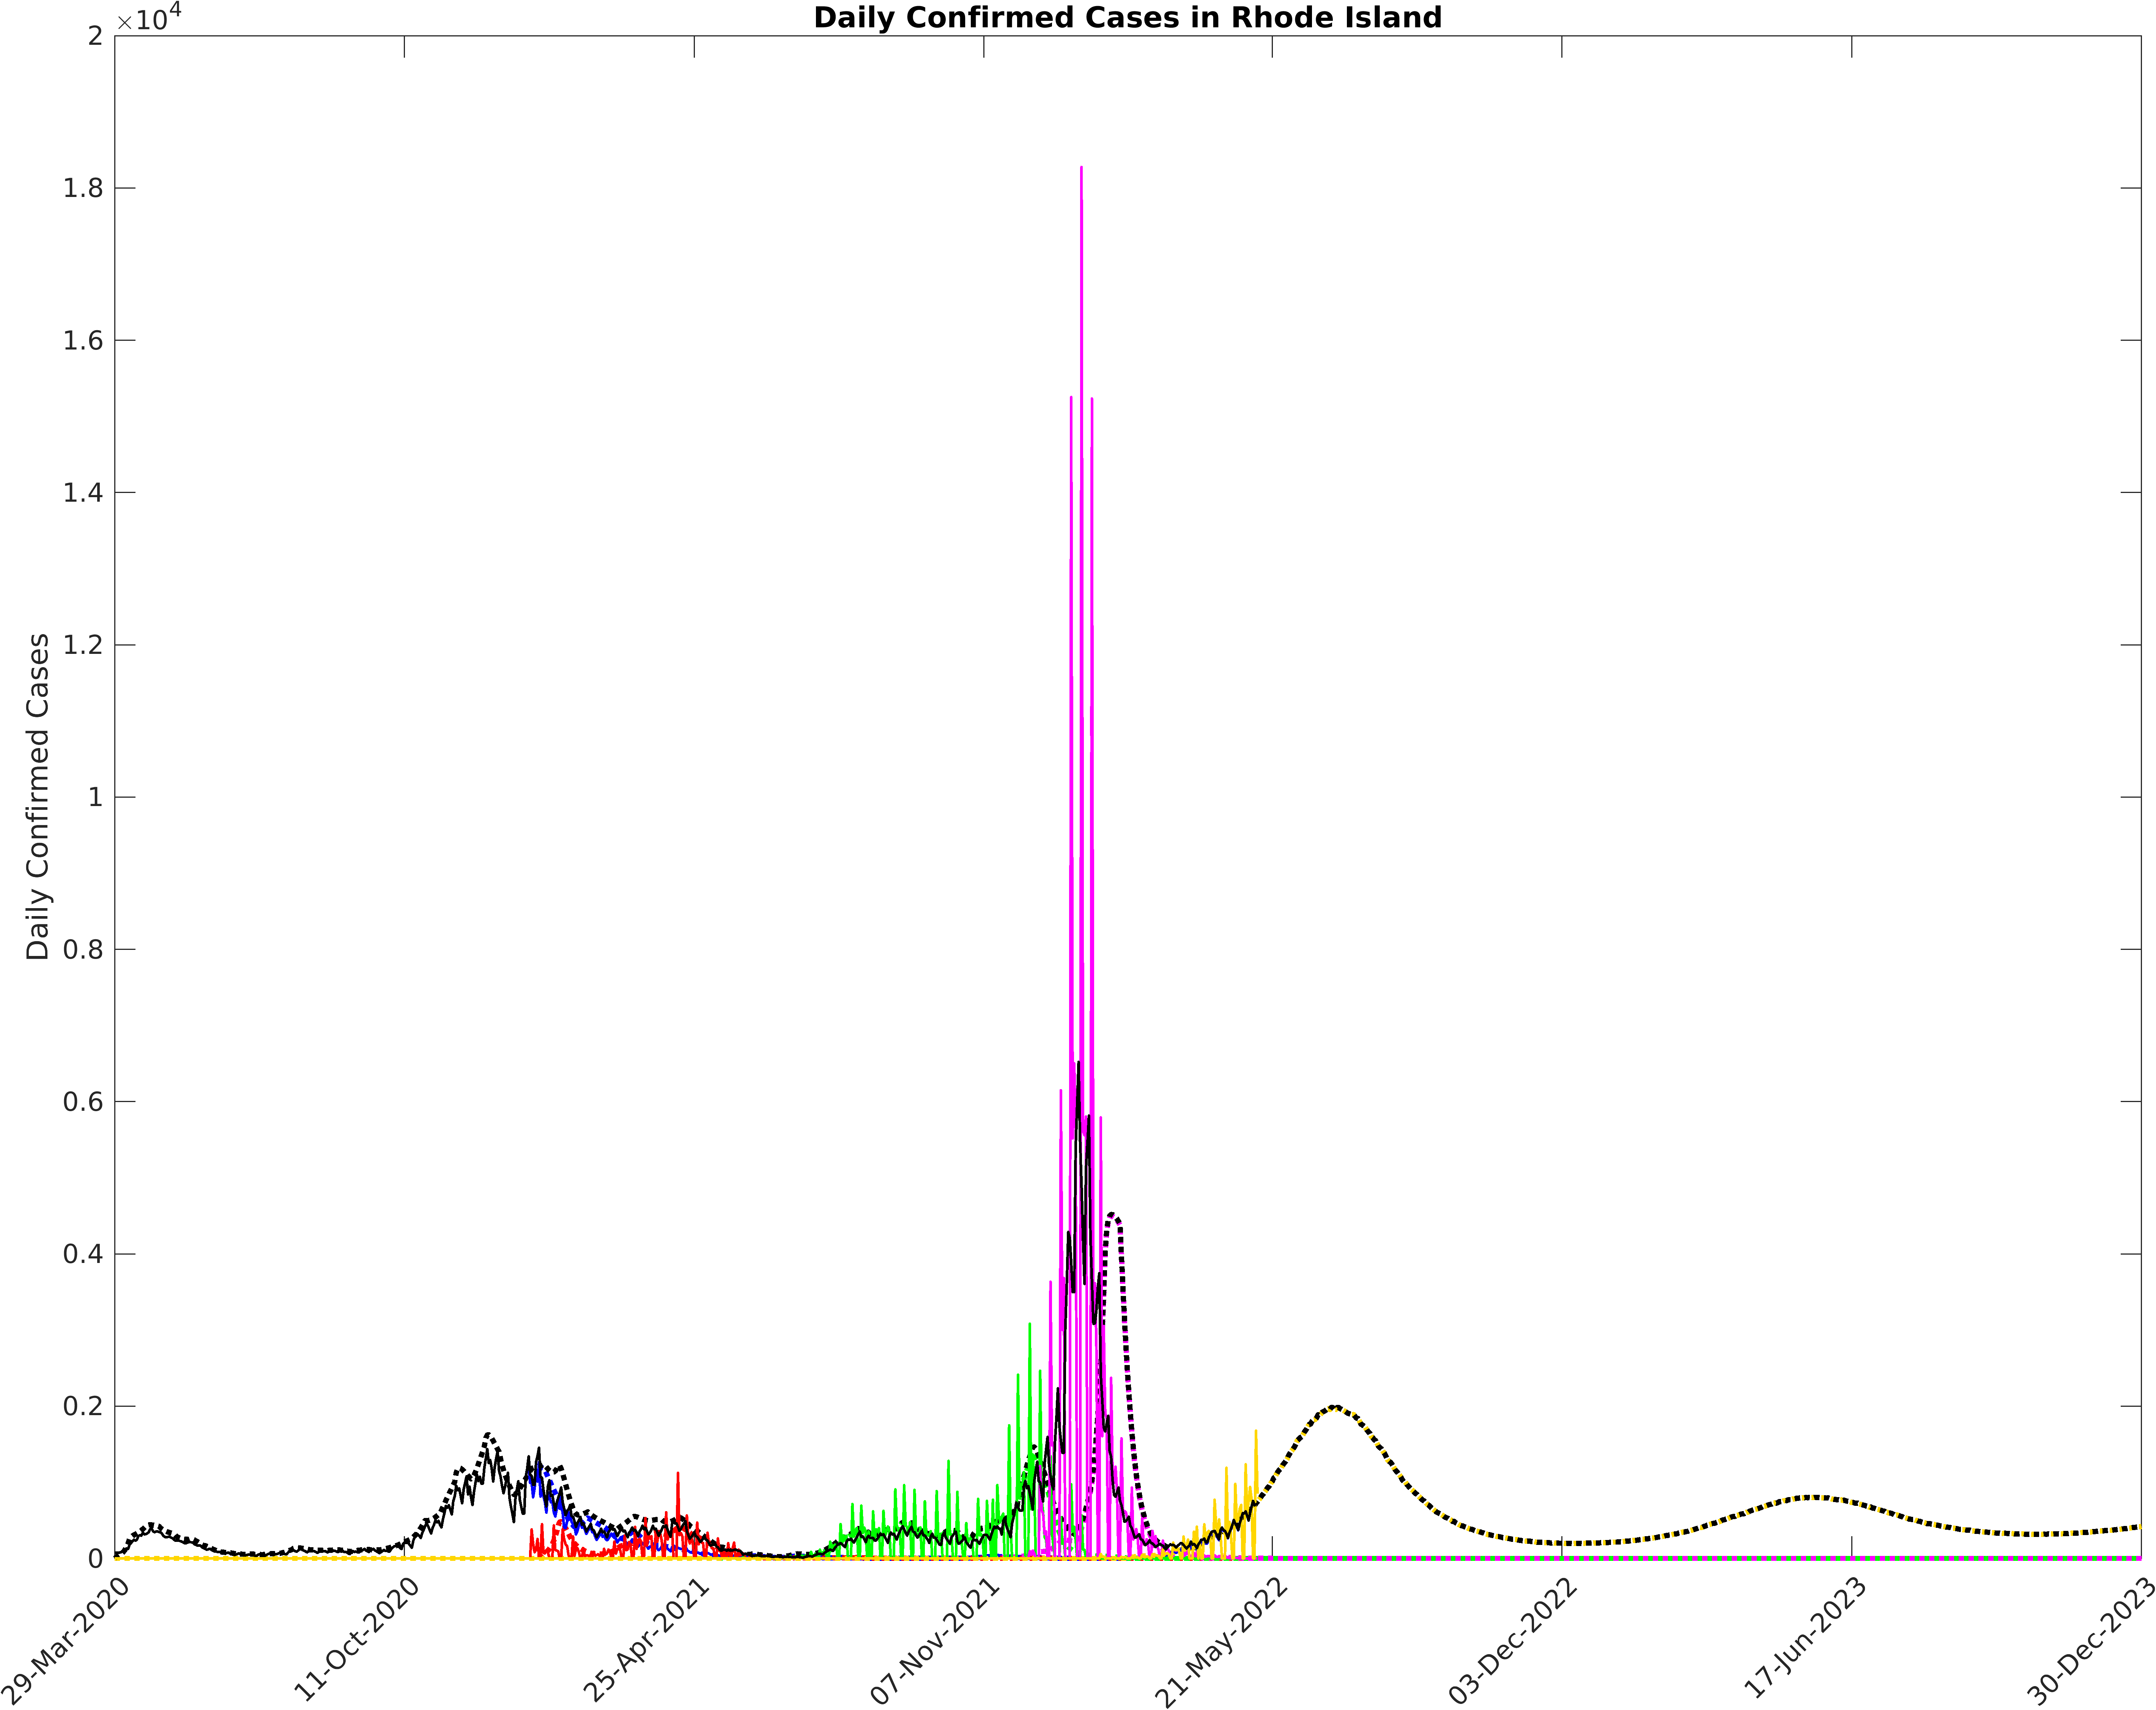 Daily Confirmed Cases in Rhode Island
×10^4
2
1.8
1.6
1.4
1.2
1
0.8
0.6
0.4
0.2
0
Daily Confirmed Cases
29-Mar-2020
11-Oct-2020
25-Apr-2021
07-Nov-2021
21-May-2022
03-Dec-2022
17-Jun-2023
30-Dec-2023